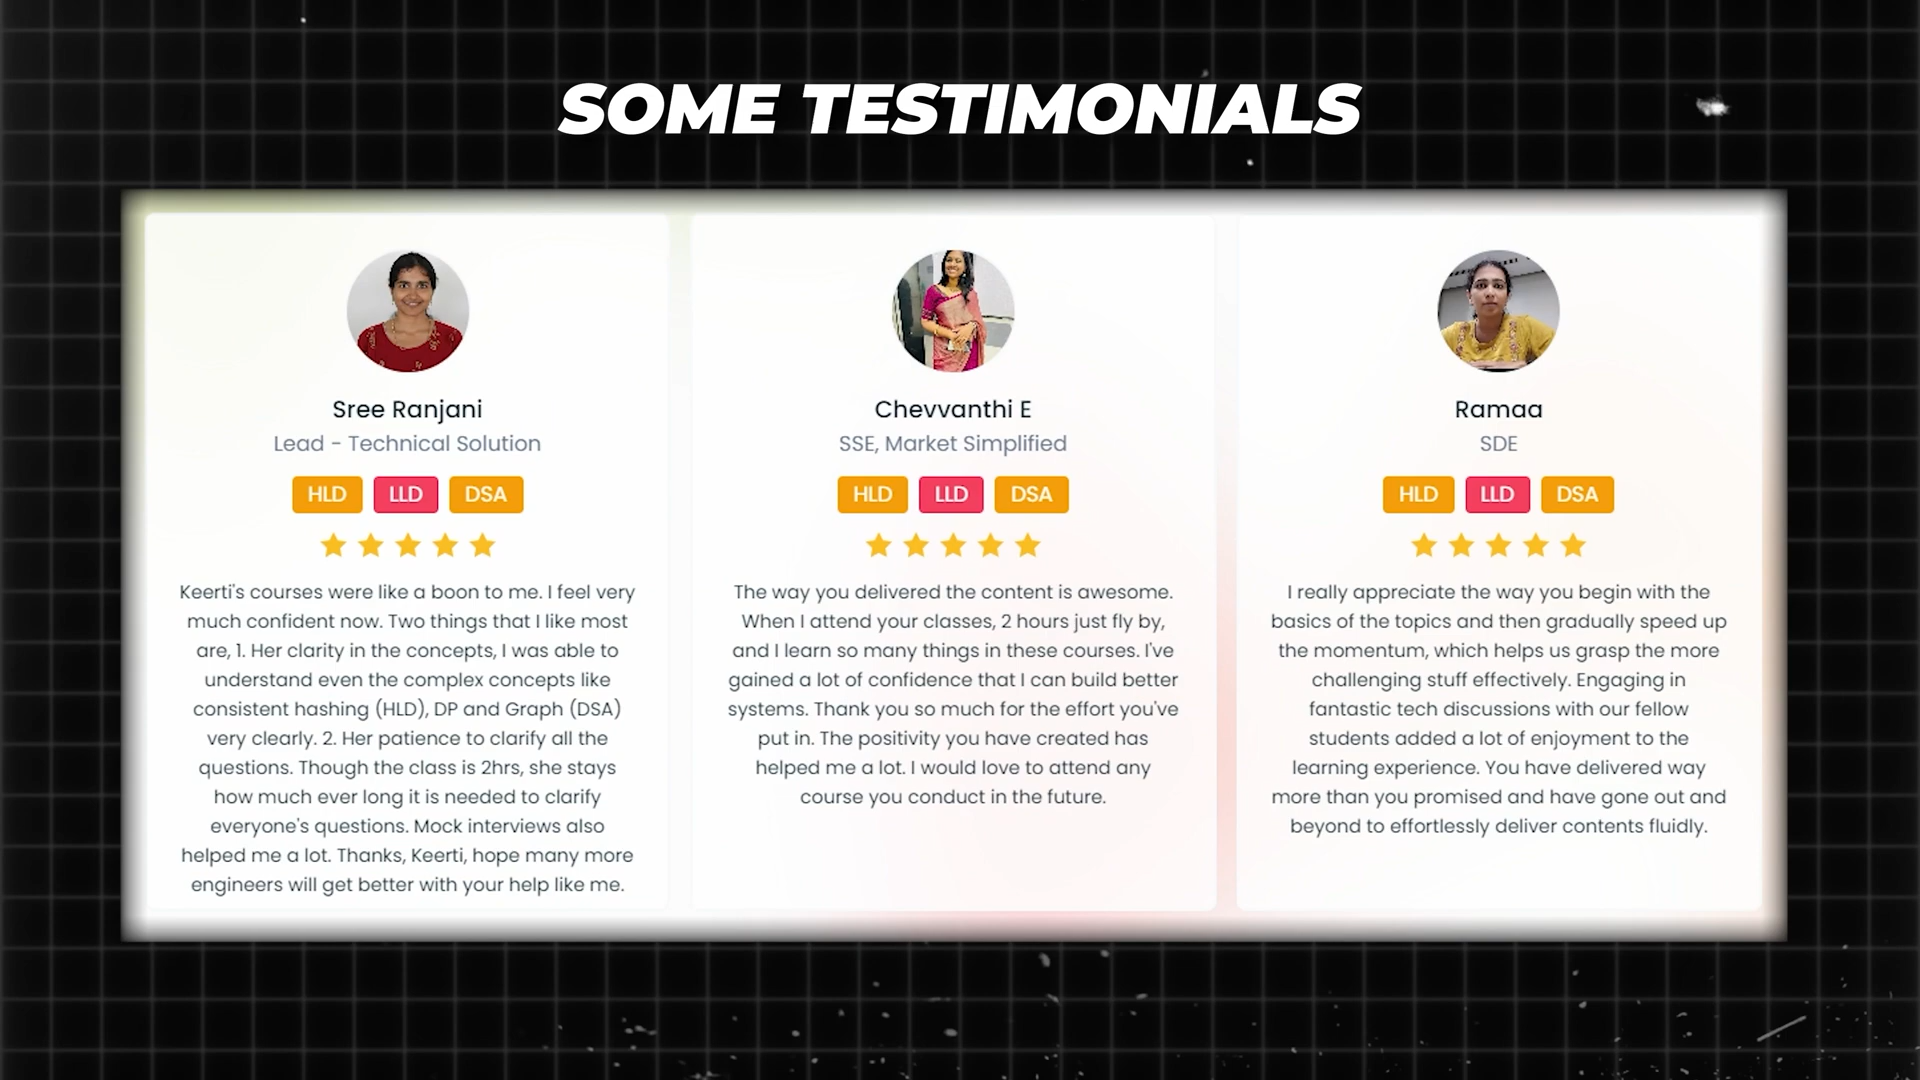 SOME TESTIMONIALS
Sree Ranjani
Lead - Technical Solution
HLD LLD DSA
Keerti's courses were like a boon to me. I feel very
much confident now. Two things that I like most
are, 1. Her clarity in the concepts, I was able to
understand even the complex concepts like
consistent hashing (HLD), DP and Graph (DSA)
very clearly. 2. Her patience to clarify all the
questions. Though the class is 2hrs, she stays
how much ever long it is needed to clarify
everyone's questions. Mock interviews also
helped me a lot. Thanks, Keerti, hope many more
engineers will get better with your help like me.
Chevvanthi E
SSE, Market Simplified
HLD LLD DSA
The way you delivered the content is awesome.
When I attend your classes, 2 hours just fly by,
and I learn so many things in these courses. I've
gained a lot of confidence that I can build better
systems. Thank you so much for the effort you've
put in. The positivity you have created has
helped me a lot. I would love to attend any
course you conduct in the future.
Ramaa
SDE
HLD LLD DSA
I really appreciate the way you begin with the
basics of the topics and then gradually speed up
the momentum, which helps us grasp the more
challenging stuff effectively. Engaging in
fantastic tech discussions with our fellow
students added a lot of enjoyment to the
learning experience. You have delivered way
more than you promised and have gone out and
beyond to effortlessly deliver contents fluidly.